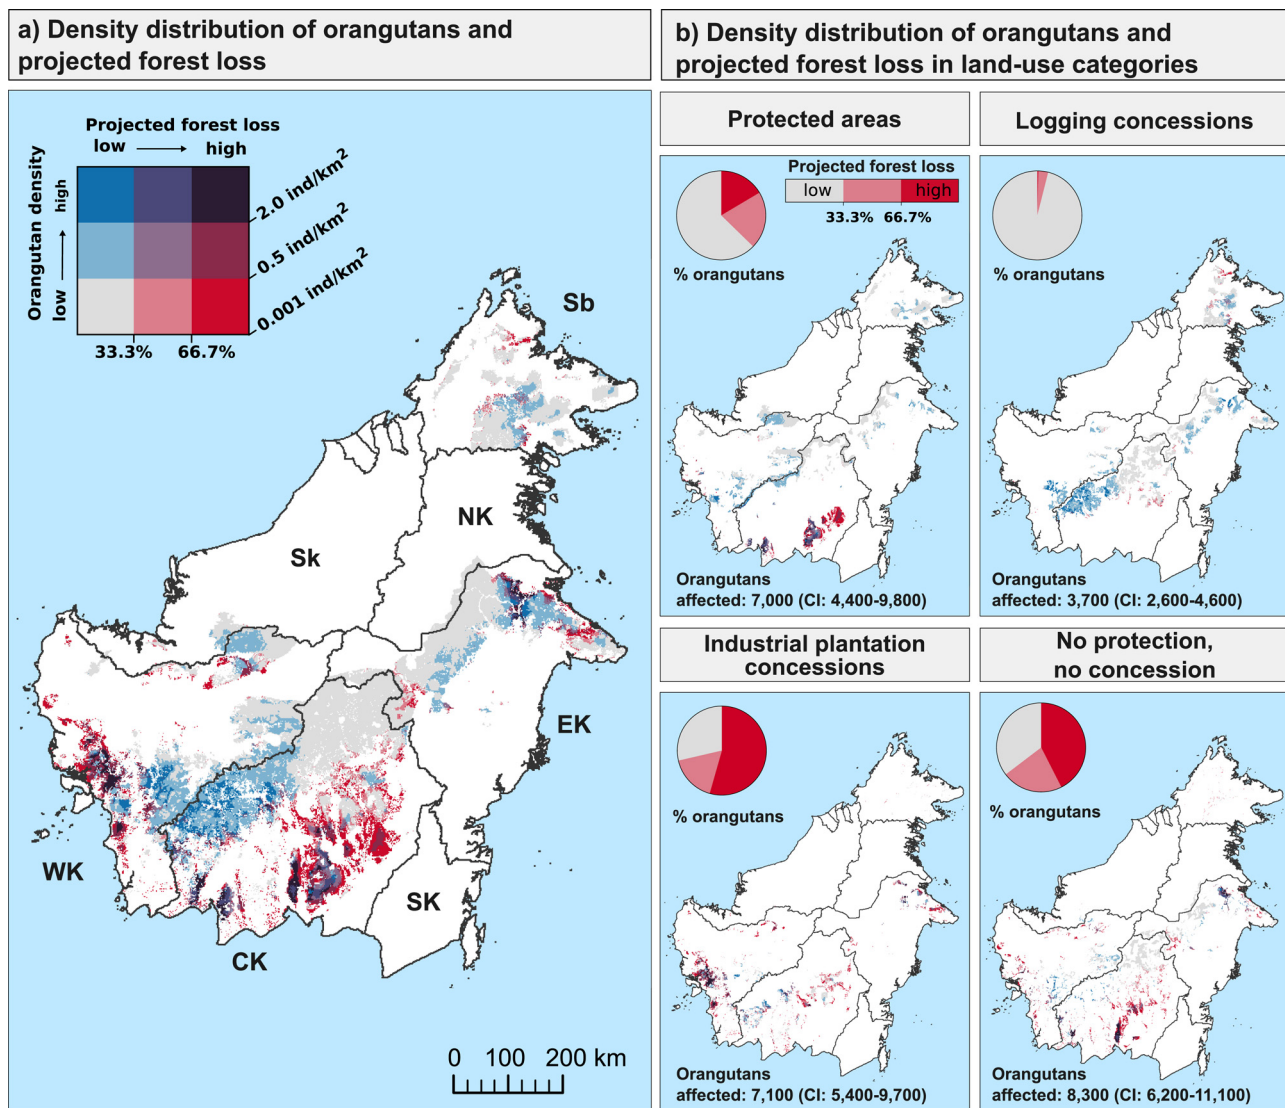 a) Density distribution of orangutans and
projected forest loss
Projected forest loss
low
high
Orangutan density
low
high
2.0 ind/km²
0.5 ind/km²
0.001 ind/km²
33.3%
66.7%
Sb
NK
Sk
EK
WK
SK
CK
0
200 km
b) Density distribution of orangutans and
projected forest loss in land-use categories
Protected areas
Projected forest loss
low
high
33.3%
66.7%
% orangutans
Orangutans
affected: 7,000 (CI: 4,400-9,800)
Logging concessions
% orangutans
Orangutans
affected: 3,700 (CI: 2,600-4,600)
Industrial plantation
concessions
% orangutans
Orangutans
affected: 7,100 (CI: 5,400-9,700)
No protection,
no concession
% orangutans
Orangutans
affected: 8,300 (CI: 6,200-11,100)